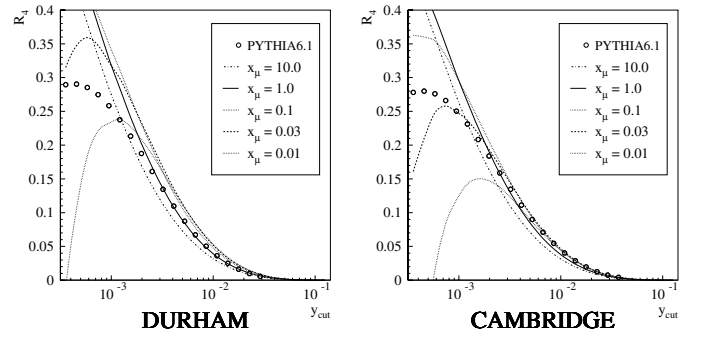 R4
0.4
0.35
0.3
0.25
0.2
0.15
0.1
0.05
0
PYTHIA6.1
xμ = 10.0
xμ = 1.0
xμ = 0.1
xμ = 0.03
xμ = 0.01
10 -3
10 -2
10 -1
ycut
DURHAM
R4
0.4
0.35
0.3
0.25
0.2
0.15
0.1
0.05
0
PYTHIA6.1
xμ = 10.0
xμ = 1.0
xμ = 0.1
xμ = 0.03
xμ = 0.01
10 -3
10 -2
10 -1
ycut
CAMBRIDGE